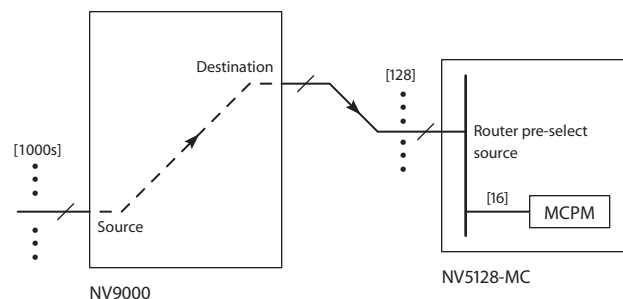 Destination
[128]
[1000s]
Router pre-select
source
[16]
MCPM
Source
NV5128-MC
NV9000